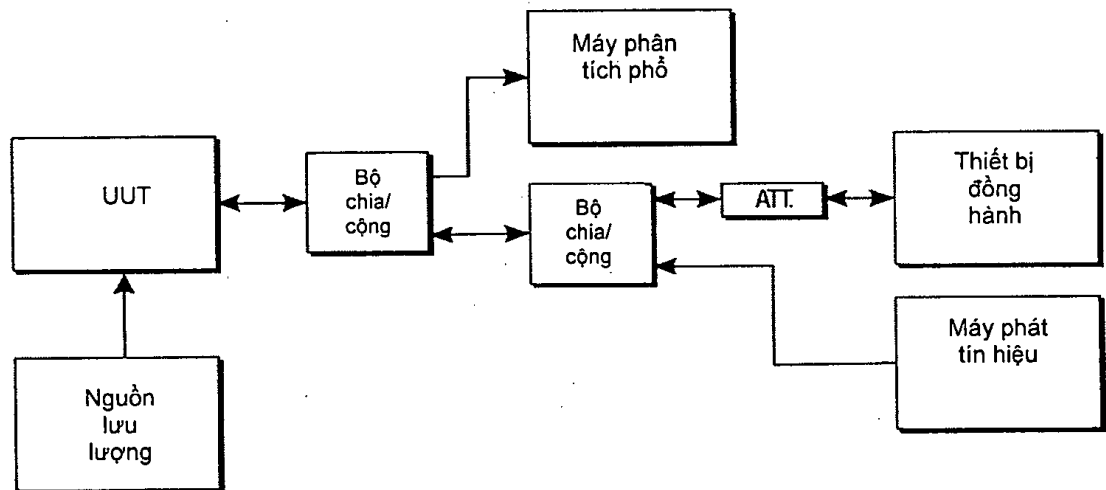 Máy phân
tích phổ
UUT
Bộ
chia/
cộng
Bộ
chia/
cộng
ATT.
Thiết bị
đồng
hành
Máy phát
tín hiệu
Nguồn
lưu
lượng